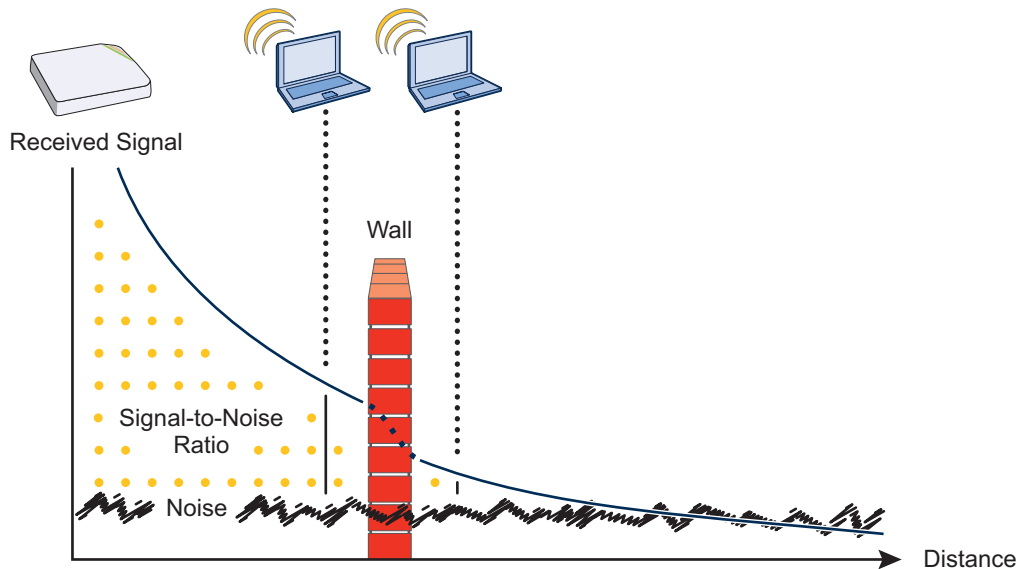 Received Signal
Wall
Signal-to-Noise
Ratio
Noise
Distance